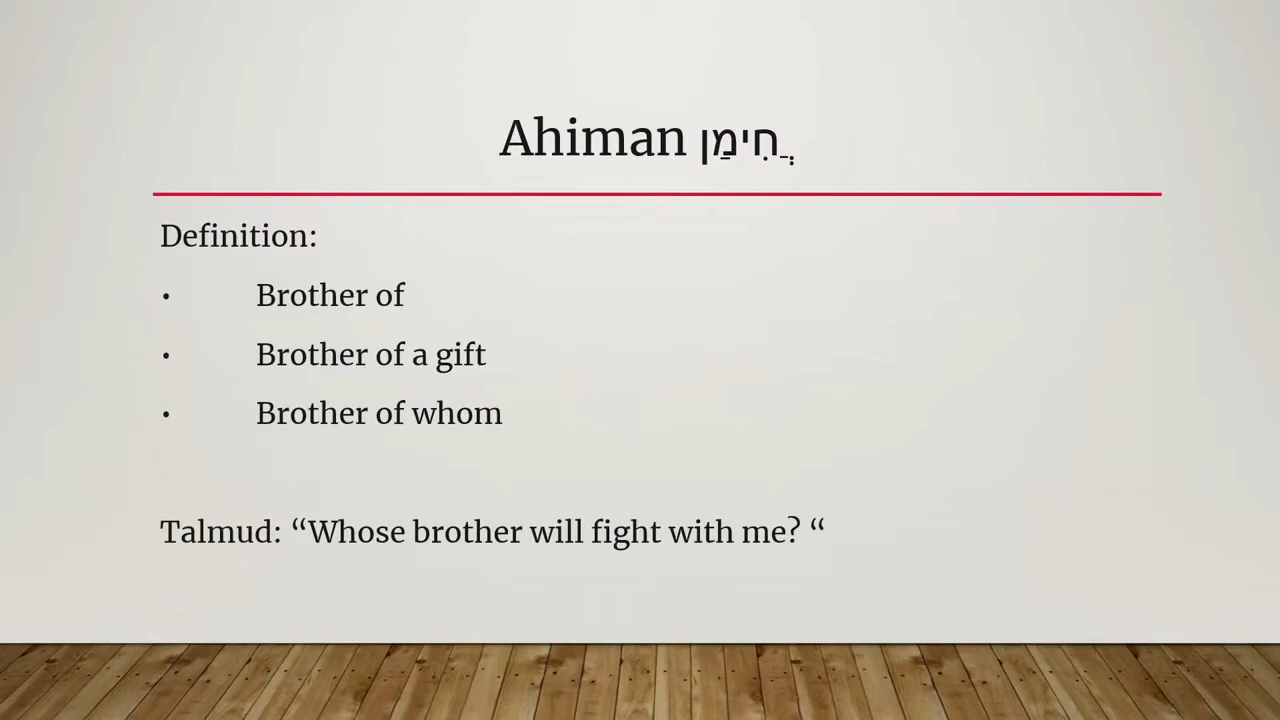 Ahiman ְֲחִימַן
Definition:
• Brother of
• Brother of a gift
• Brother of whom
Talmud: “Whose brother will fight with me? “